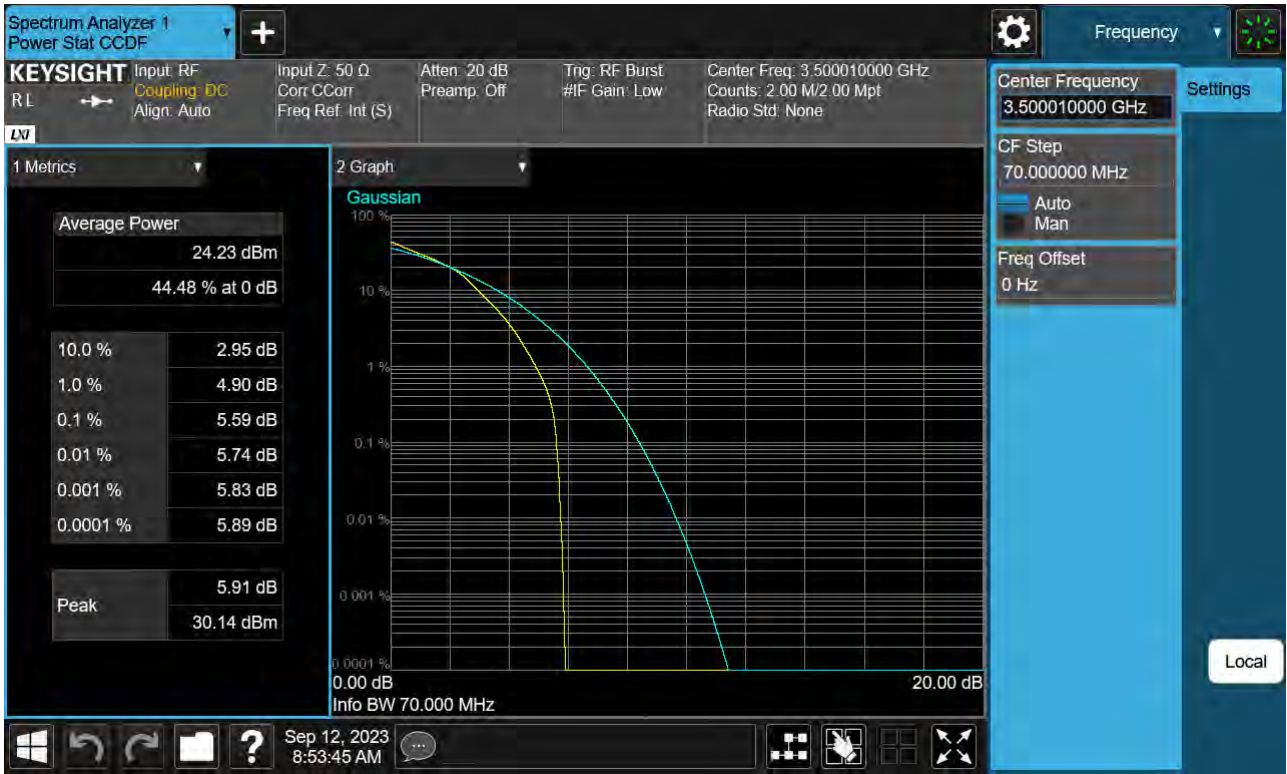 Spectrum Analyzer 1
Power Stat CCDF
Frequency
KEYSIGHT
RL
LXI
Input: RF
Coupling: DC
Align: Auto
Input Z: 50 Ω
Corr CCorr
Freq Ref: Int (S)
Atten: 20 dB
Preamp: Off
Trig: RF Burst
#IF Gain: Low
Center Freq: 3.500010000 GHz
Counts: 2.00 M/2.00 Mpt
Radio Std: None
Center Frequency
3.500010000 GHz
Settings
CF Step
70.000000 MHz
Auto
Man
Freq Offset
0 Hz
1 Metrics
Average Power
24.23 dBm
44.48 % at 0 dB
10.0 % 2.95 dB
1.0 % 4.90 dB
0.1 % 5.59 dB
0.01 % 5.74 dB
0.001 % 5.83 dB
0.0001 % 5.89 dB
Peak 5.91 dB
30.14 dBm
2 Graph
Gaussian
100 %
10 %
1 %
0.1 %
0.01 %
0.001 %
0.0001 %
0.00 dB 20.00 dB
Info BW 70.000 MHz
Local
?
Sep 12, 2023
8:53:45 AM